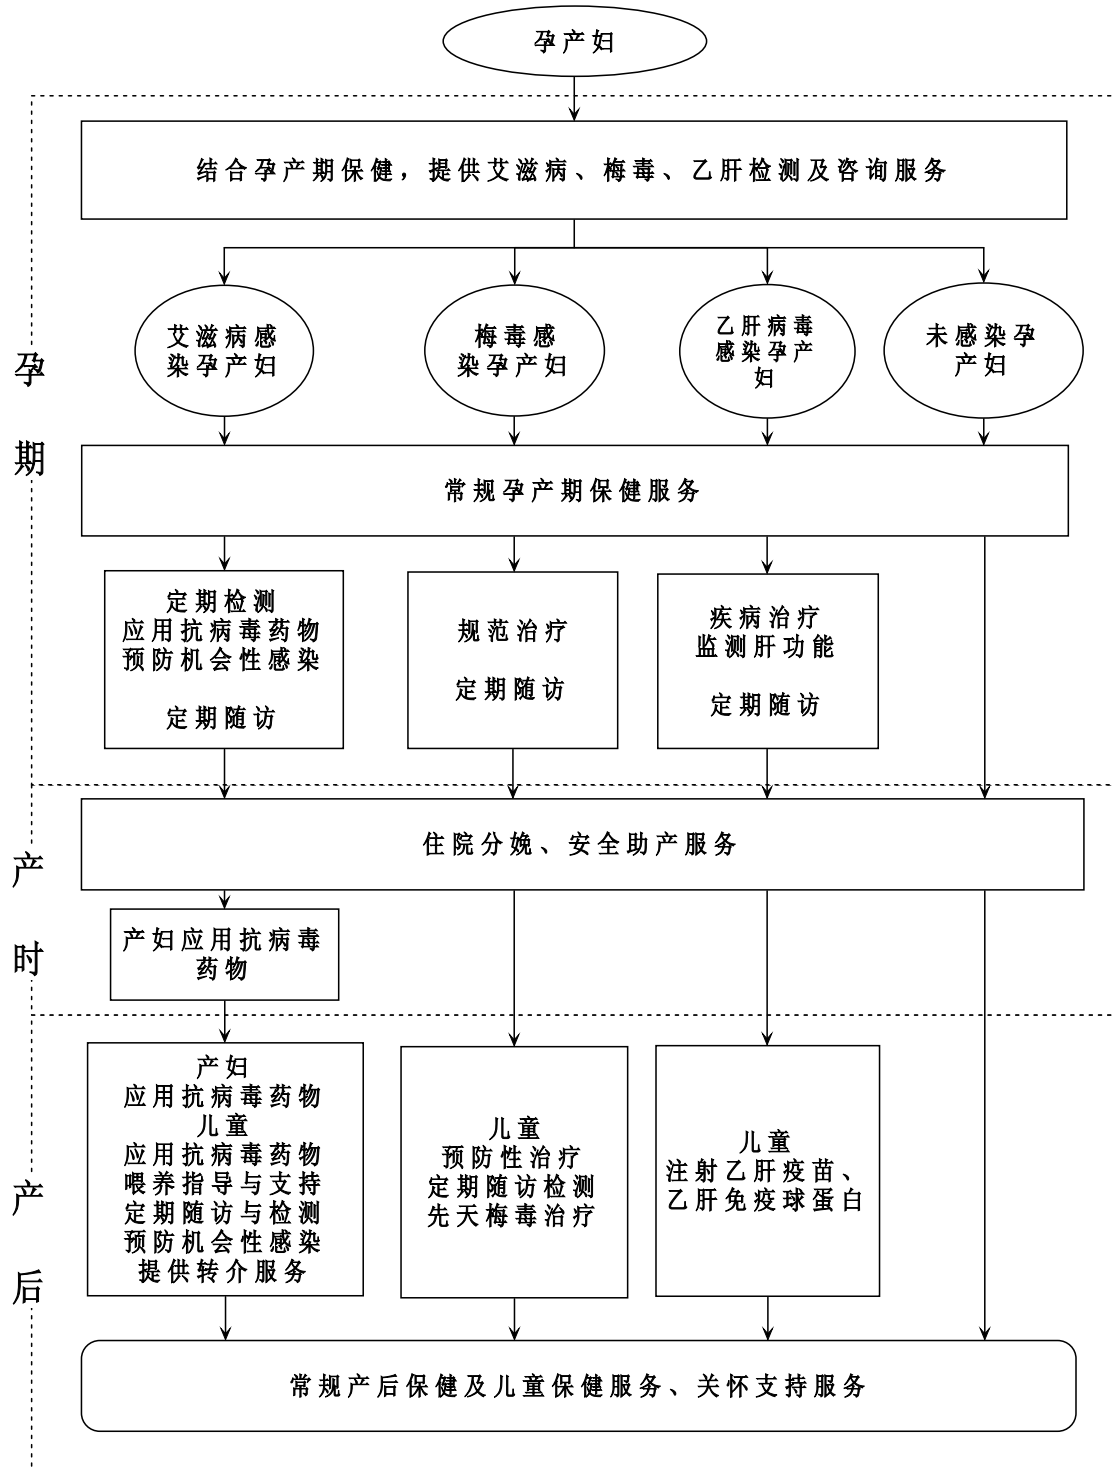 孕产妇
结合孕产期保健，提供艾滋病、梅毒、乙肝检测及咨询服务
艾滋病感
染孕产妇
梅毒感
染孕产妇
乙肝病毒
感染孕产
妇
未感染孕
产妇
孕
期
常规孕产期保健服务
定期检测
应用抗病毒药物
预防机会性感染
定期随访
规范治疗
定期随访
疾病治疗
监测肝功能
定期随访
住院分娩、安全助产服务
产
时
产妇应用抗病毒
药物
产
后
产妇
应用抗病毒药物
儿童
应用抗病毒药物
喂养指导与支持
定期随访与检测
预防机会性感染
提供转介服务
儿童
预防性治疗
定期随访检测
先天梅毒治疗
儿童
注射乙肝疫苗、
乙肝免疫球蛋白
常规产后保健及儿童保健服务、关怀支持服务